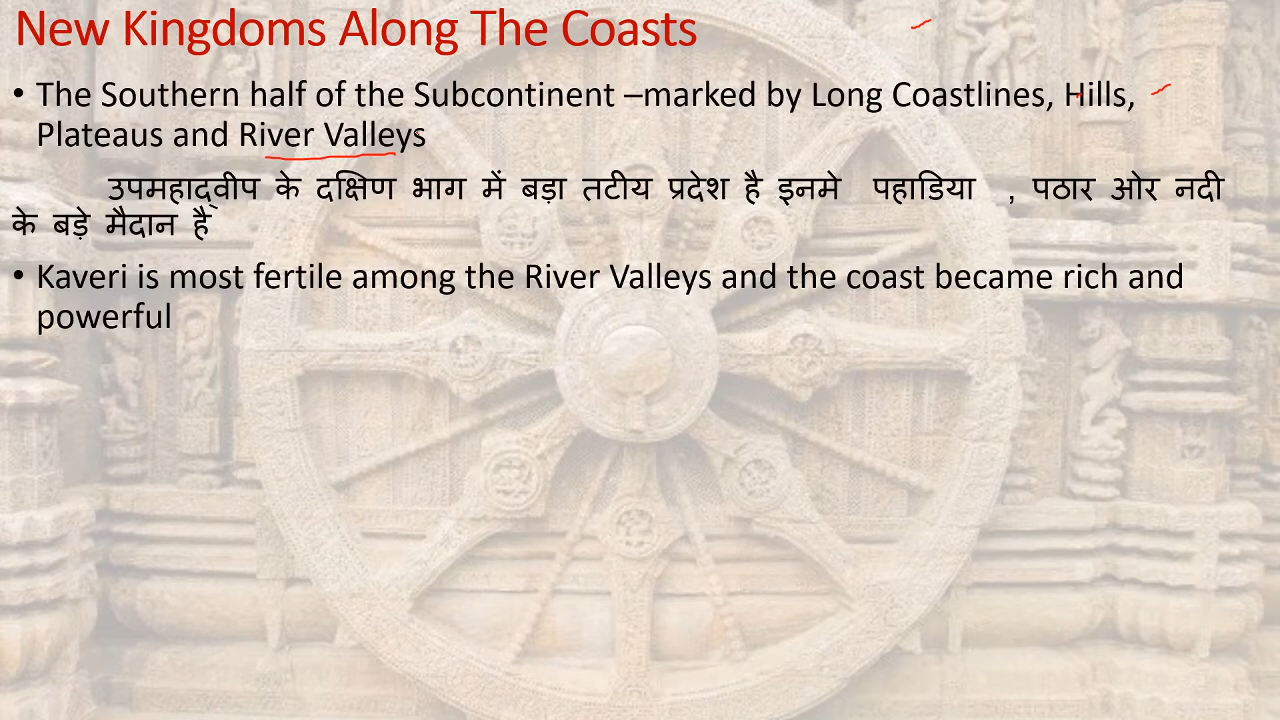 New Kingdoms Along The Coasts
• The Southern half of the Subcontinent –marked by Long Coastlines, Hills,
Plateaus and River Valleys
उपमहाद्वीप के दक्षिण भाग में बड़ा तटीय प्रदेश है इनमे पहाडिया , पठार ओर नदी
के बड़े मैदान है
• Kaveri is most fertile among the River Valleys and the coast became rich and
powerful